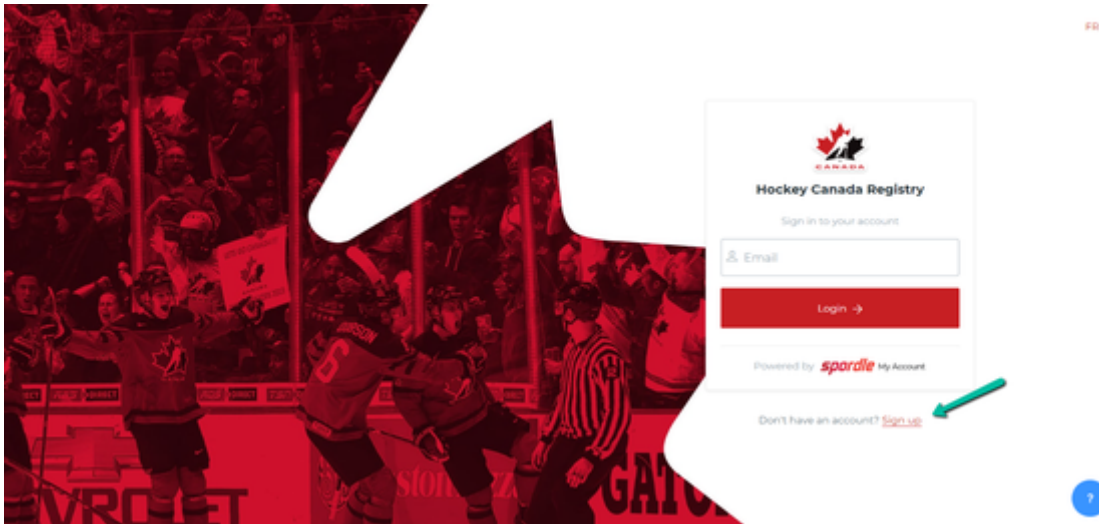 FR
CANADA
Hockey Canada Registry
Sign in to your account
Email
Login →
Powered by spordle My Account
Don't have an account? Sign up
?
6